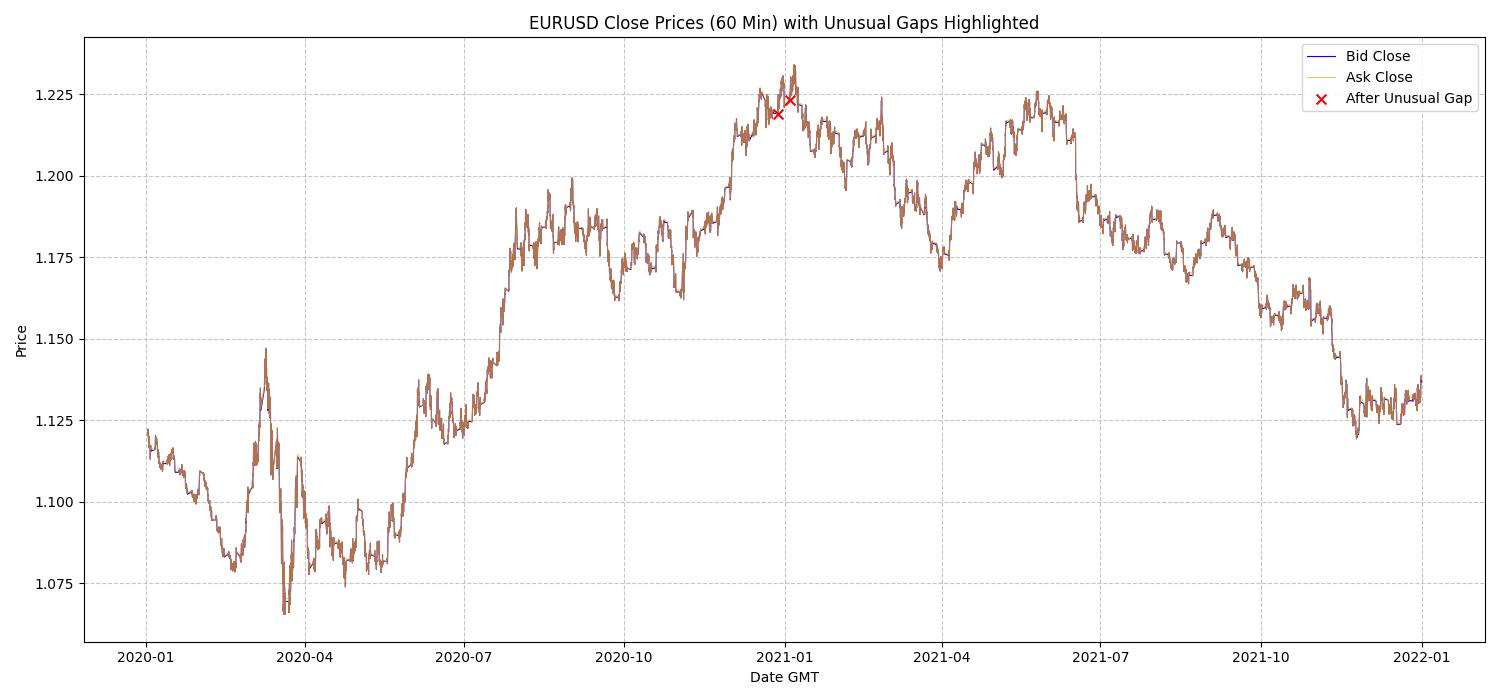 EURUSD Close Prices (60 Min) with Unusual Gaps Highlighted
Bid Close
Ask Close
After Unusual Gap
Price
1.225
1.200
1.175
1.150
1.125
1.100
1.075
2020-01
2020-04
2020-07
2020-10
2021-01
2021-04
2021-07
2021-10
2022-01
Date GMT